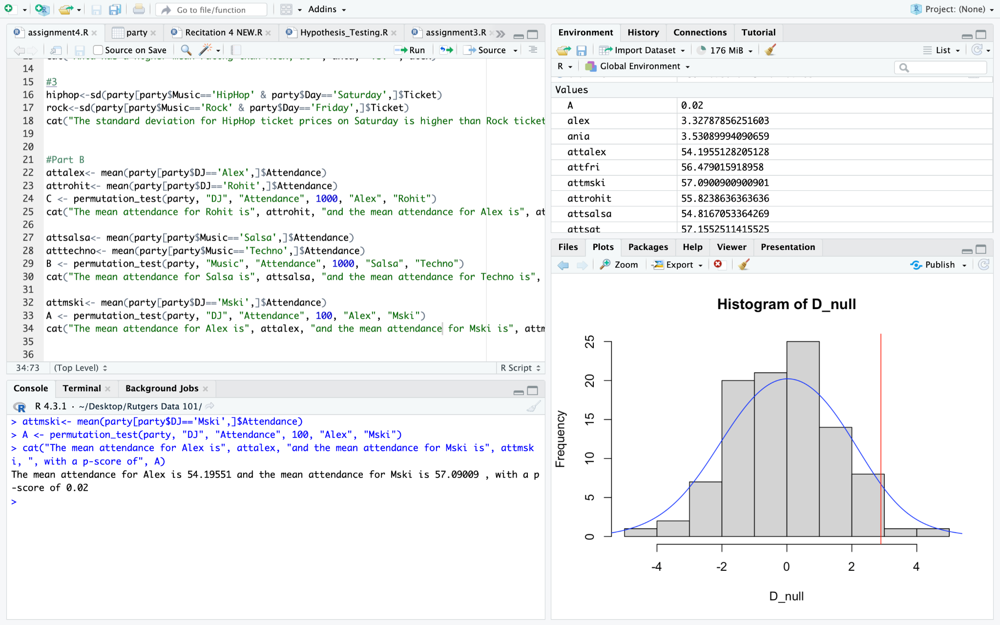 Go to file/function
Addins
Project: (None)
assignment4.R
party
Recitation 4 NEW.R
Hypothesis_Testing.R
assignment3.R
Source on Save
Run
Source
14
15 #3
16 hiphop<-sd(party[party$Music=='HipHop' & party$Day=='Saturday',]$Ticket)
17 rock<-sd(party[party$Music=='Rock' & party$Day=='Friday',]$Ticket)
18 cat("The standard deviation for HipHop ticket prices on Saturday is higher than Rock ticket
19
20
21 #Part B
22 attalex<- mean(party[party$DJ=='Alex',]$Attendance)
23 attrohit<- mean(party[party$DJ=='Rohit',]$Attendance)
24 C <- permutation_test(party, "DJ", "Attendance", 1000, "Alex", "Rohit")
25 cat("The mean attendance for Rohit is", attrohit, "and the mean attendance for Alex is", at
26
27 attsalsa<- mean(party[party$Music=='Salsa',]$Attendance)
28 atttechno<- mean(party[party$Music=='Techno',]$Attendance)
29 B <- permutation_test(party, "Music", "Attendance", 1000, "Salsa", "Techno")
30 cat("The mean attendance for Salsa is", attsalsa, "and the mean attendance for Techno is",
31
32 attmski<- mean(party[party$DJ=='Mski',]$Attendance)
33 A <- permutation_test(party, "DJ", "Attendance", 100, "Alex", "Mski")
34 cat("The mean attendance for Alex is", attalex, "and the mean attendance for Mski is", attm
35
36
34:73 (Top Level)
R Script
Console
Terminal
Background Jobs
R 4.3.1 · ~/Desktop/Rutgers Data 101/
> attmski<- mean(party[party$DJ=='Mski',]$Attendance)
> A <- permutation_test(party, "DJ", "Attendance", 100, "Alex", "Mski")
> cat("The mean attendance for Alex is", attalex, "and the mean attendance for Mski is", attmsk
i, ", with a p-score of", A)
The mean attendance for Alex is 54.19551 and the mean attendance for Mski is 57.09009 , with a p
-score of 0.02
>
Environment
History
Connections
Tutorial
Import Dataset
176 MiB
List
R
Global Environment
Values
A 0.02
alex 3.32787856251603
ania 3.53089994090659
attalex 54.1955128205128
attfri 56.479015918958
attmski 57.0900900900901
attrohit 55.8238636363636
attsalsa 54.8167053364269
attsat 57.1552511415525
Files
Plots
Packages
Help
Viewer
Presentation
Zoom
Export
Publish
Histogram of D_null
Frequency
25
20
15
10
5
0
-4 -2 0 2 4
D_null